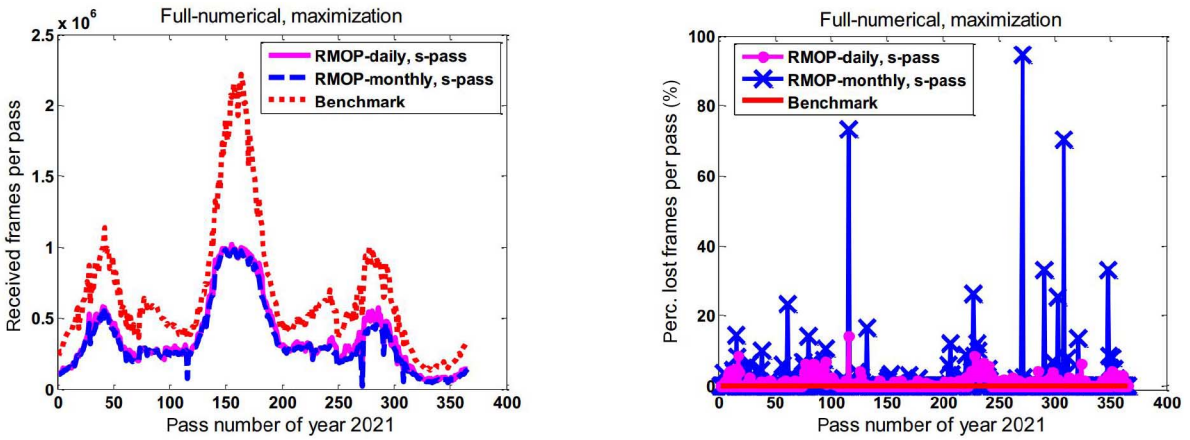 Full-numerical, maximization
x 10^6
2.5
2
1.5
1
0.5
0
Received frames per pass
RMOP-daily, s-pass
RMOP-monthly, s-pass
Benchmark
0 50 100 150 200 250 300 350 400
Pass number of year 2021
Full-numerical, maximization
100
80
60
40
20
0
Perc. lost frames per pass (%)
RMOP-daily, s-pass
RMOP-monthly, s-pass
Benchmark
0 50 100 150 200 250 300 350 400
Pass number of year 2021